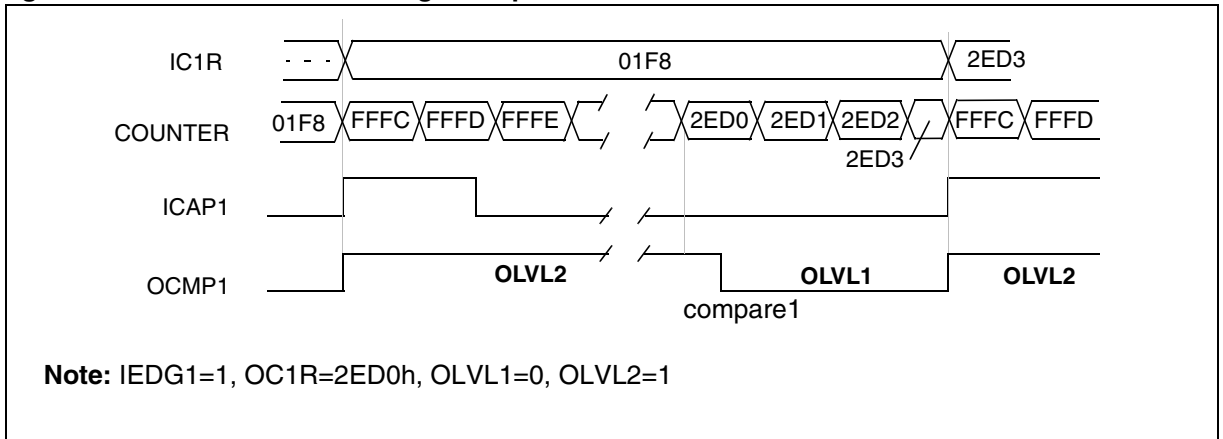 IC1R - - - 01F8 2ED3
COUNTER 01F8 FFFC FFFD FFFE 2ED0 2ED1 2ED2 FFFC FFFD
2ED3
ICAP1
OCMP1 OLVL2 OLVL1 OLVL2
compare1
Note: IEDG1=1, OC1R=2ED0h, OLVL1=0, OLVL2=1